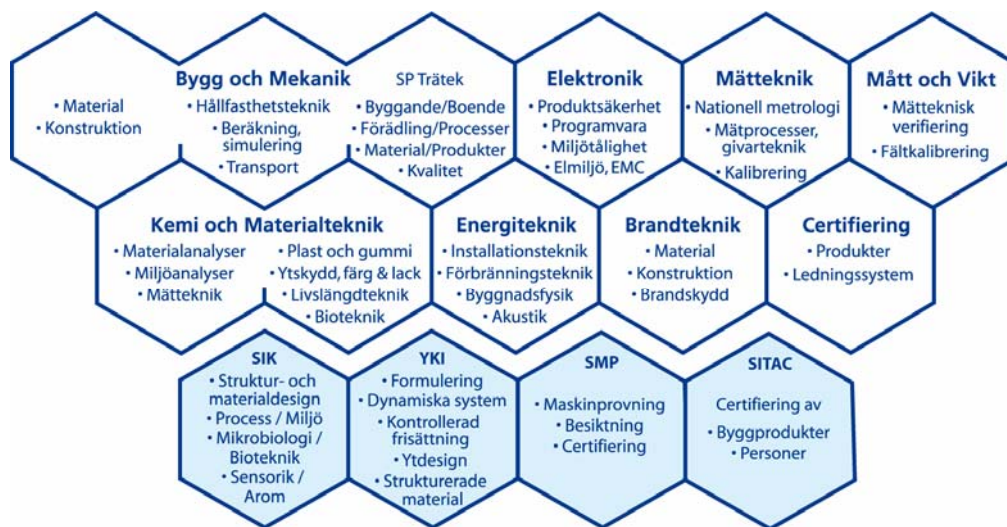 Bygg och Mekanik
• Material
• Konstruktion
• Hållfasthetsteknik
• Beräkning,
simulering
• Transport
SP Trätek
• Byggande/Boende
• Förädling/Processer
• Material/Produkter
• Kvalitet
Elektronik
• Produktsäkerhet
• Programvara
• Miljötålighet
• Elmiljö, EMC
Mätteknik
• Nationell metrologi
• Mätprocesser,
givarteknik
• Kalibrering
Mått och Vikt
• Mätteknisk
verifiering
• Fältkalibrering
Kemi och Materialteknik
• Materialanalyser
• Miljöanalyser
• Mätteknik
• Plast och gummi
• Ytskydd, färg & lack
• Livslängdteknik
• Bioteknik
Energiteknik
• Installationsteknik
• Förbränningsteknik
• Byggnadsfysik
• Akustik
Brandteknik
• Material
• Konstruktion
• Brandskydd
Certifiering
• Produkter
• Ledningssystem
SIK
• Struktur- och
materialdesign
• Process / Miljö
• Mikrobiologi /
Bioteknik
• Sensorik /
Arom
YKI
• Formulering
• Dynamiska system
• Kontrollerad
frisättning
• Ytdesign
• Strukturerade
material
SMP
• Maskinprovning
• Besiktning
• Certifiering
SITAC
Certifiering av
• Byggprodukter
• Personer